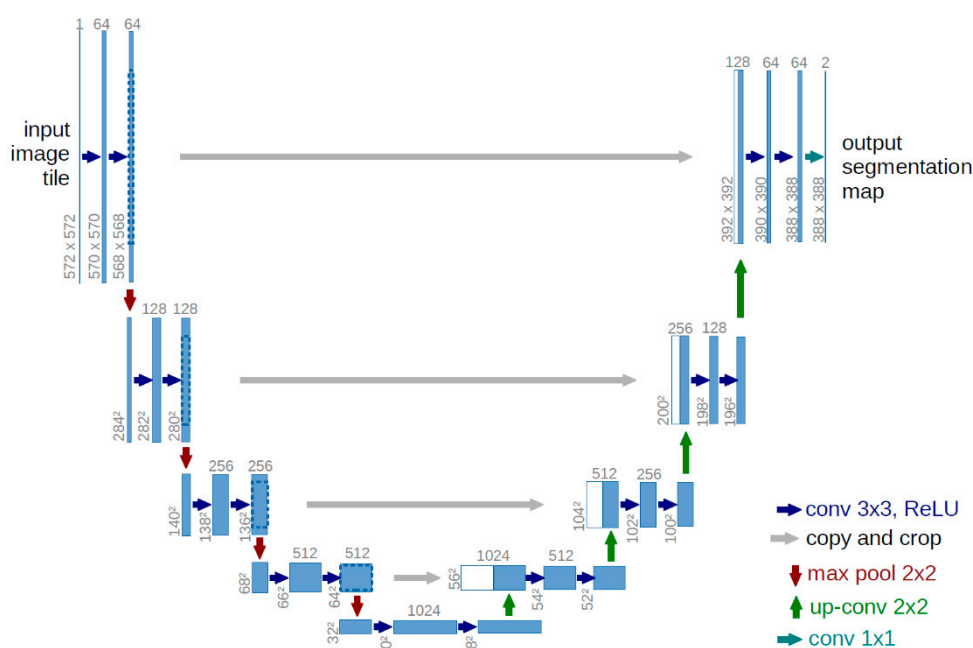 1 64 64
input
image
tile
572 x 572
570 x 570
568 x 568
128 64 64 2
output
segmentation
map
392 x 392
390 x 390
388 x 388
388 x 388
128 128
284²
282²
280²
256 128
200²
198²
196²
256 256
140²
138²
136²
512 256
104²
102²
100²
512 512
68²
66²
64²
1024 512
56²
54²
52²
1024
32²
conv 3x3, ReLU
copy and crop
max pool 2x2
up-conv 2x2
conv 1x1